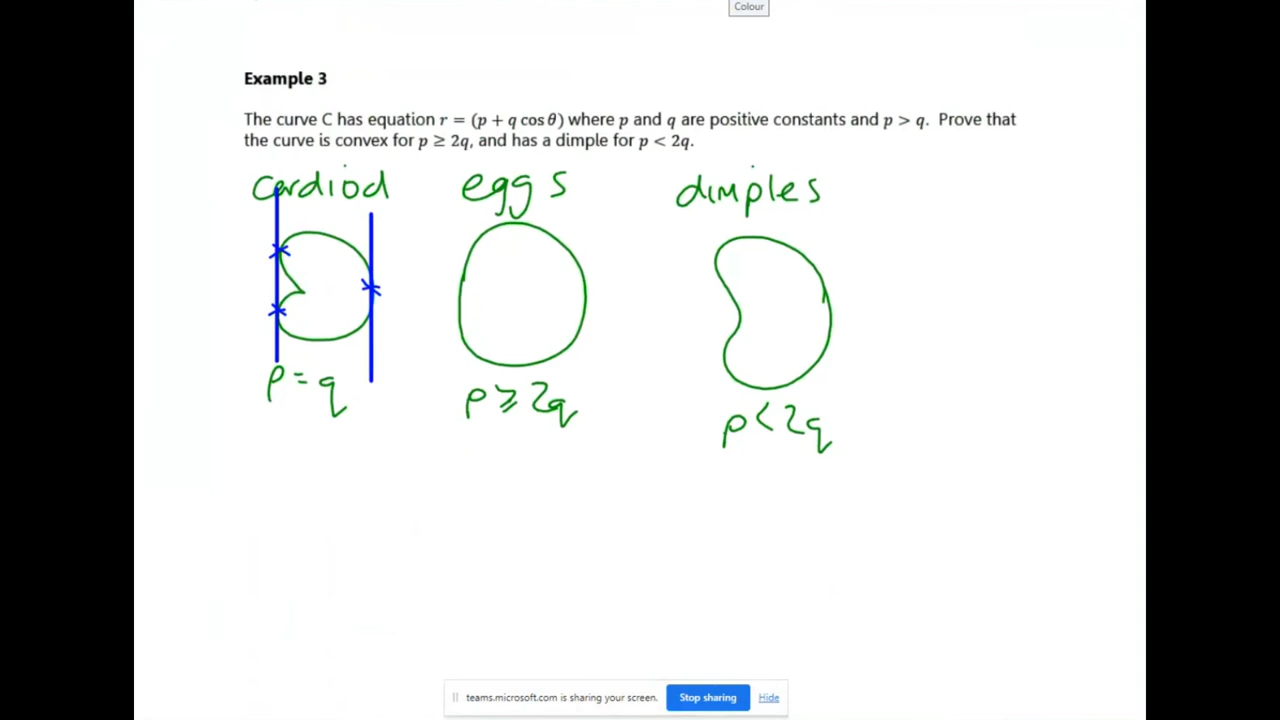 Colour
Example 3
The curve C has equation r = (p + q cos θ) where p and q are positive constants and p > q. Prove that
the curve is convex for p ≥ 2q, and has a dimple for p < 2q.
cardiod eggs dimples
p = q p ≥ 2q p < 2q
teams.microsoft.com is sharing your screen. Stop sharing Hide